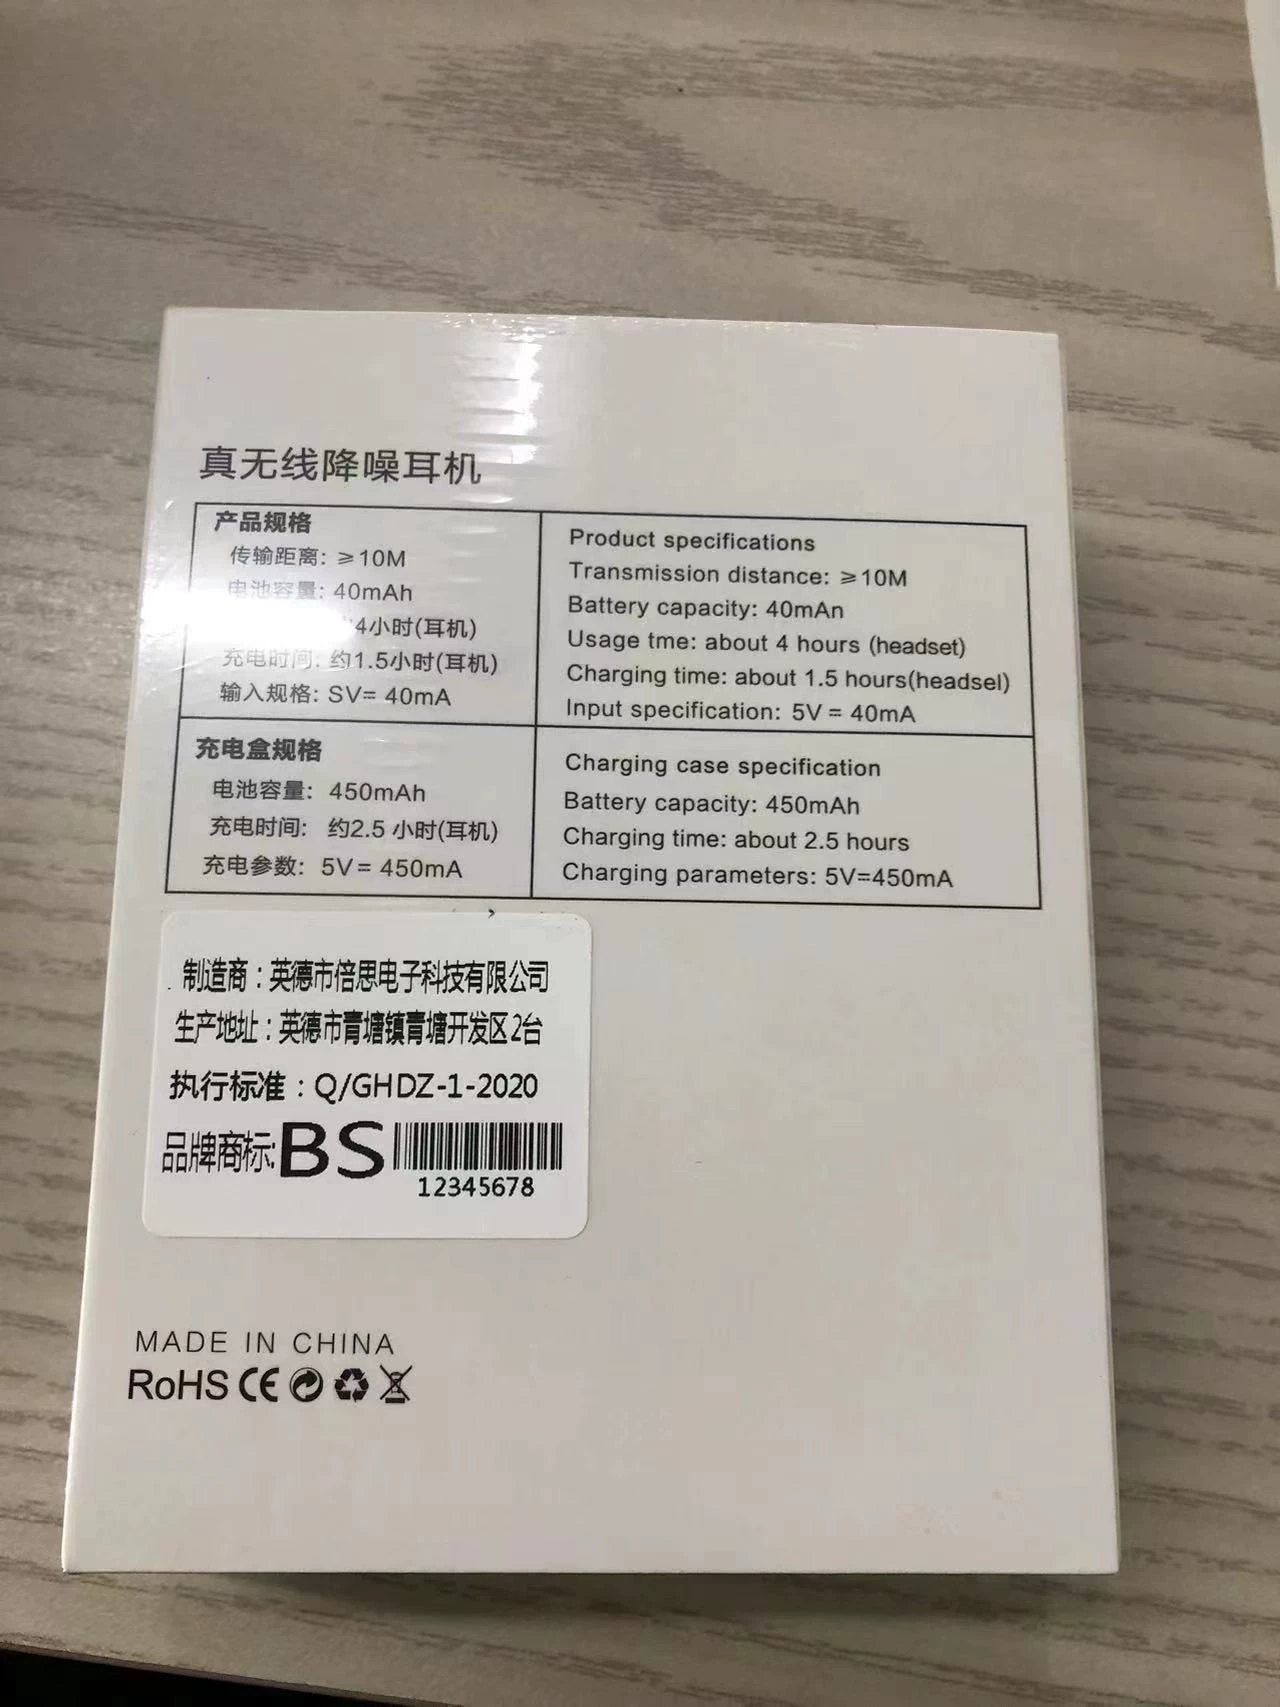 真无线降噪耳机
产品规格
传输距离: ≥10M
电池容量: 40mAh
4小时(耳机)
充电时间: 约1.5小时(耳机)
输入规格: SV= 40mA
Product specifications
Transmission distance: ≥10M
Battery capacity: 40mAn
Usage tme: about 4 hours (headset)
Charging time: about 1.5 hours(headsel)
Input specification: 5V = 40mA
充电盒规格
电池容量: 450mAh
充电时间: 约2.5 小时(耳机)
充电参数: 5V= 450mA
Charging case specification
Battery capacity: 450mAh
Charging time: about 2.5 hours
Charging parameters: 5V=450mA
制造商：英德市倍思电子科技有限公司
生产地址：英德市青塘镇青塘开发区2台
执行标准：Q/GHDZ-1-2020
品牌商标:BS
12345678
MADE IN CHINA
RoHS CE